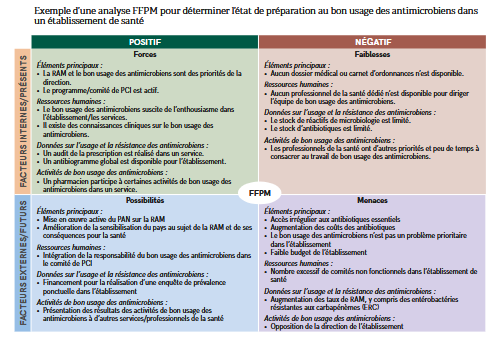 Exemple d'une analyse FFPM pour déterminer l'état de préparation au bon usage des antimicrobiens dans
un établissement de santé
POSITIF
NÉGATIF
FACTEURS INTERNES/PRÉSENTS
Forces
Éléments principaux :
• La RAM et le bon usage des antimicrobiens sont des priorités de la
direction.
• Le programme/comité de PCI est actif.
Ressources humaines :
• Le bon usage des antimicrobiens suscite de l'enthousiasme dans
l'établissement/les services.
• Il existe des connaissances cliniques sur le bon usage des
antimicrobiens.
Données sur l'usage et la résistance des antimicrobiens :
• Un audit de la prescription est réalisé dans un service.
• Un antibiogramme global est disponible pour l'établissement.
Activités de bon usage des antimicrobiens :
• Un pharmacien participe à certaines activités de bon usage des
antimicrobiens dans un service.
Faiblesses
Éléments principaux :
• Aucun dossier médical ou carnet d'ordonnances n'est disponible.
Ressources humaines :
• Aucun professionnel de la santé dédié n'est disponible pour diriger
l'équipe de bon usage des antimicrobiens.
Données sur l'usage et la résistance des antimicrobiens :
• Le stock de réactifs de microbiologie est limité.
• Le stock d'antibiotiques est limité.
Activités de bon usage des antimicrobiens :
• Les professionnels de la santé ont d'autres priorités et peu de temps à
consacrer au travail de bon usage des antimicrobiens.
FFPM
FACTEURS EXTERNES/FUTURS
Possibilités
Éléments principaux :
• Mise en œuvre active du PAN sur la RAM
• Amélioration de la sensibilisation du pays au sujet de la RAM et de ses
conséquences pour la santé
Ressources humaines :
• Intégration de la responsabilité du bon usage des antimicrobiens dans
le comité de PCI
Données sur l'usage et la résistance des antimicrobiens :
• Financement pour la réalisation d'une enquête de prévalence
ponctuelle dans l'établissement
Activités de bon usage des antimicrobiens :
• Présentation des résultats des activités de bon usage des
antimicrobiens à d'autres services/professionnels de la santé
Menaces
Éléments principaux :
• Accès irrégulier aux antibiotiques essentiels
• Augmentation des coûts des antibiotiques
• Le bon usage des antimicrobiens n'est pas un problème prioritaire
dans l'établissement
• Faible budget de l'établissement
Ressources humaines :
• Nombre excessif de comités non fonctionnels dans l'établissement de
santé
Données sur l'usage et la résistance des antimicrobiens :
• Augmentation des taux de RAM, y compris des entérobactéries
résistantes aux carbapénèmes (ERC)
Activités de bon usage des antimicrobiens :
• Opposition de la direction de l'établissement